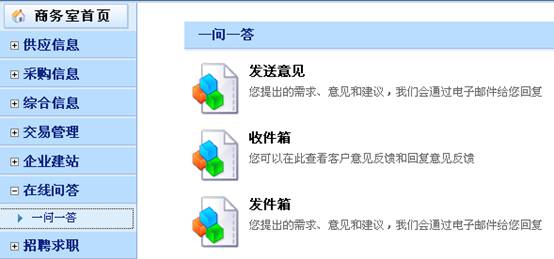 商务室首页
供应信息
采购信息
综合信息
交易管理
企业建站
在线问答
一问一答
招聘求职
一问一答
发送意见
您提出的需求、意见和建议，我们会通过电子邮件给您回复
收件箱
您可以在此查看客户意见反馈和回复意见反馈
发件箱
您提出的需求、意见和建议，我们会通过电子邮件给您回复